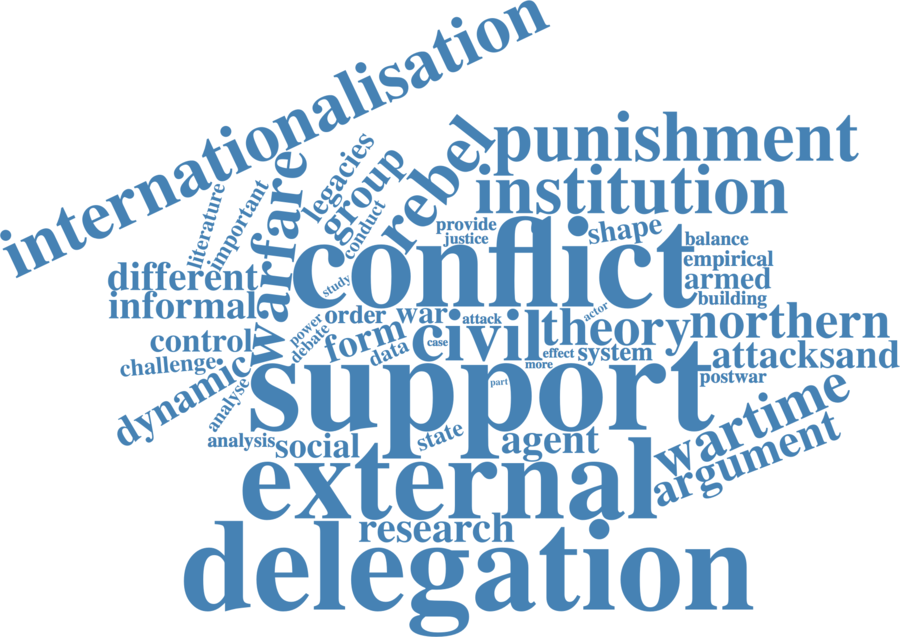 internationalisation
punishment
rebel
institution
legacies
group
literature
important
warfare
conduct
provide
justice
shape
balance
conflict
empirical
different
armed
study
building
informal
order
war
attack
actor
northern
power
form
civil
theory
control
debate
data
case
effect
system
attacksand
challenge
more
dynamic
support
part
postwar
analyse
wartime
analysis
social
state
agent
external
argument
research
delegation